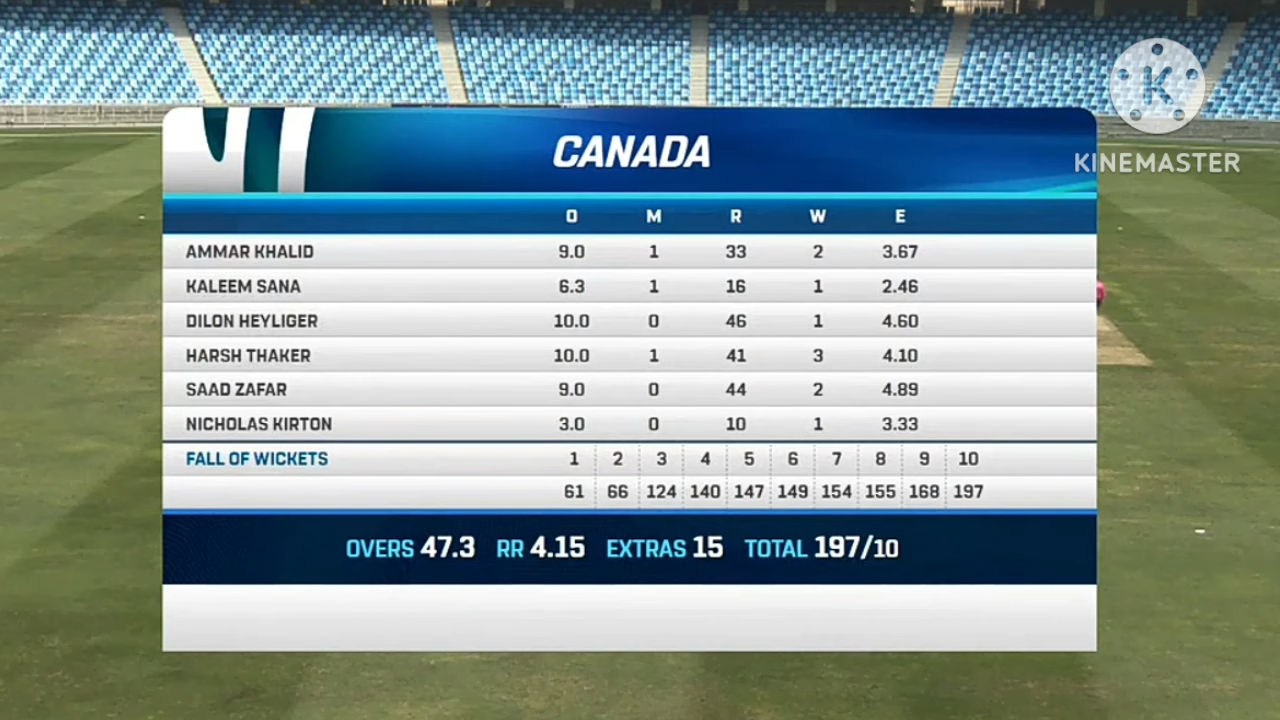 CANADA
K
KINEMASTER
O M R W E
AMMAR KHALID 9.0 1 33 2 3.67
KALEEM SANA 6.3 1 16 1 2.46
DILON HEYLIGER 10.0 0 46 1 4.60
HARSH THAKER 10.0 1 41 3 4.10
SAAD ZAFAR 9.0 0 44 2 4.89
NICHOLAS KIRTON 3.0 0 10 1 3.33
FALL OF WICKETS 1 2 3 4 5 6 7 8 9 10
61 66 124 140 147 149 154 155 168 197
OVERS 47.3 RR 4.15 EXTRAS 15 TOTAL 197/10